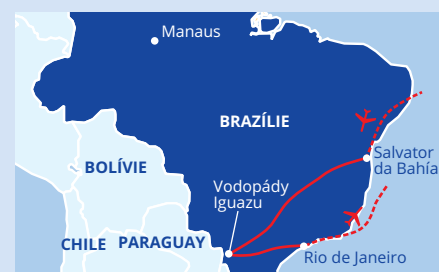 Manaus
BRAZÍLIE
Salvator
da Bahía
BOLÍVIE
Vodopády
Iguazu
CHILE
PARAGUAY
Rio de Janeiro